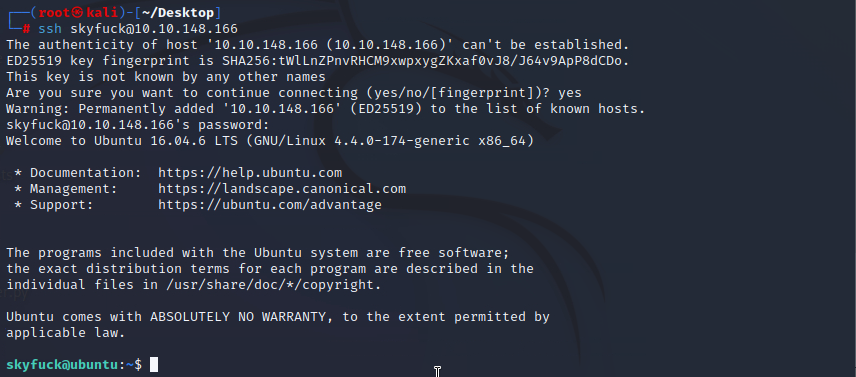 ┌──(root㉿kali)-[~/Desktop]
└─# ssh skyfuck@10.10.148.166
The authenticity of host '10.10.148.166 (10.10.148.166)' can't be established.
ED25519 key fingerprint is SHA256:tWlLnZPnvRHCM9xwpxygZKxaf0vJ8/J64v9ApP8dCDo.
This key is not known by any other names
Are you sure you want to continue connecting (yes/no/[fingerprint])? yes
Warning: Permanently added '10.10.148.166' (ED25519) to the list of known hosts.
skyfuck@10.10.148.166's password:
Welcome to Ubuntu 16.04.6 LTS (GNU/Linux 4.4.0-174-generic x86_64)
* Documentation:  https://help.ubuntu.com
* Management:     https://landscape.canonical.com
* Support:        https://ubuntu.com/advantage
The programs included with the Ubuntu system are free software;
the exact distribution terms for each program are described in the
individual files in /usr/share/doc/*/copyright.
Ubuntu comes with ABSOLUTELY NO WARRANTY, to the extent permitted by
applicable law.
skyfuck@ubuntu:~$